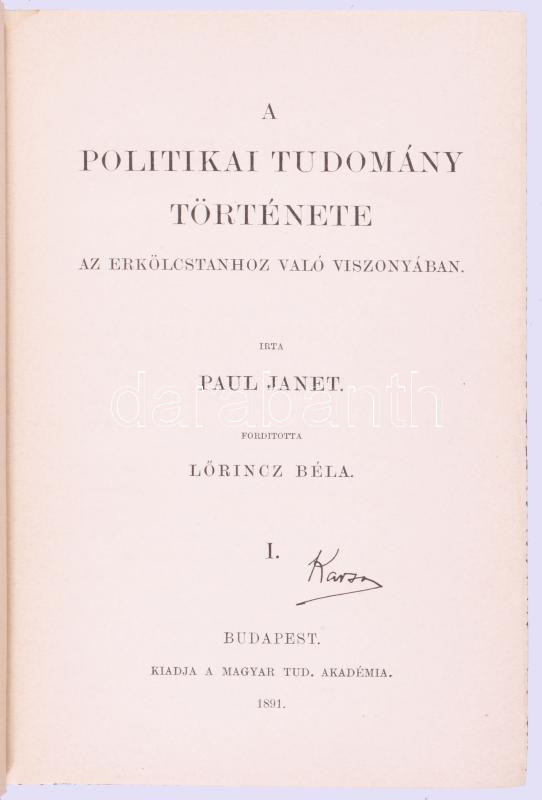 A
POLITIKAI TUDOMÁNY
TÖRTÉNETE
AZ ERKÖLCSTANHOZ VALÓ VISZONYÁBAN.
IRTA
PAUL JANET.
darabanth
FORDITOTTA
LŐRINCZ BÉLA.
I.
BUDAPEST.
KIADJA A MAGYAR TUD. AKADÉMIA.
1891.